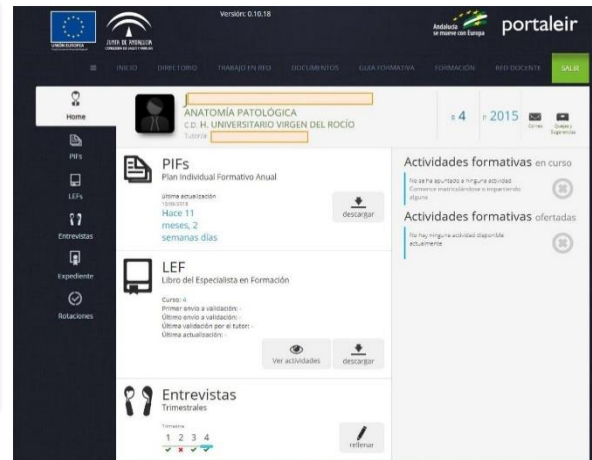 Versión: 0.10.18
UNIÓN EUROPEA
JUNTA DE ANDALUCIA
Andalucía
se mueve con Europa
portaleir
INICIO DIRECTORIO TRABAJO EN RED DOCUMENTOS GUÍA FORMATIVA FORMACIÓN RED DOCENTE SALIR
Home
PIFs
LEFs
Entrevistas
Expediente
Rotaciones
J
ANATOMÍA PATOLÓGICA
C.D. H. UNIVERSITARIO VIRGEN DEL ROCÍO
Tutor/a:
R 4 P 2015
Correo
Quejas y
Sugerencias
PIFs
Plan Individual Formativo Anual
última actualización
Hace 11
meses, 2
semanas días
descargar
LEF
Libro del Especialista en Formación
Curso: 4
Primer envio a validación: -
Último envio a validación: -
Última validación por el tutor: -
Última actualización: -
Ver actividades
descargar
Entrevistas
Trimestrales
Trimestre
1 2 3 4
rellenar
Actividades formativas en curso
No se ha apuntado a ninguna actividad.
Comience matriculándose o impartiendo
alguna
Actividades formativas ofertadas
No hay ninguna actividad disponible
actualmente